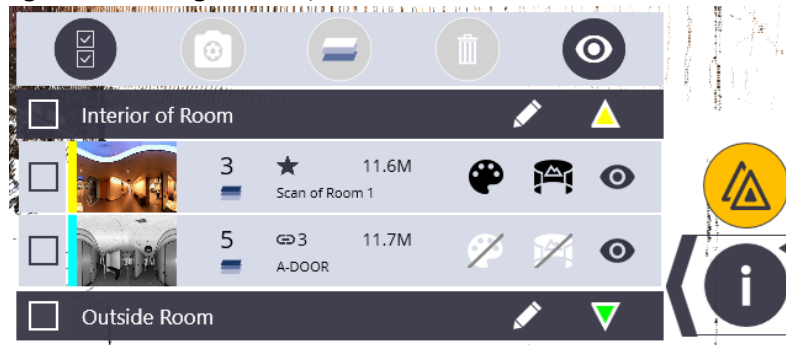 Interior of Room
3 ★ 11.6M
Scan of Room 1
5 3 11.7M
A-DOOR
Outside Room
i